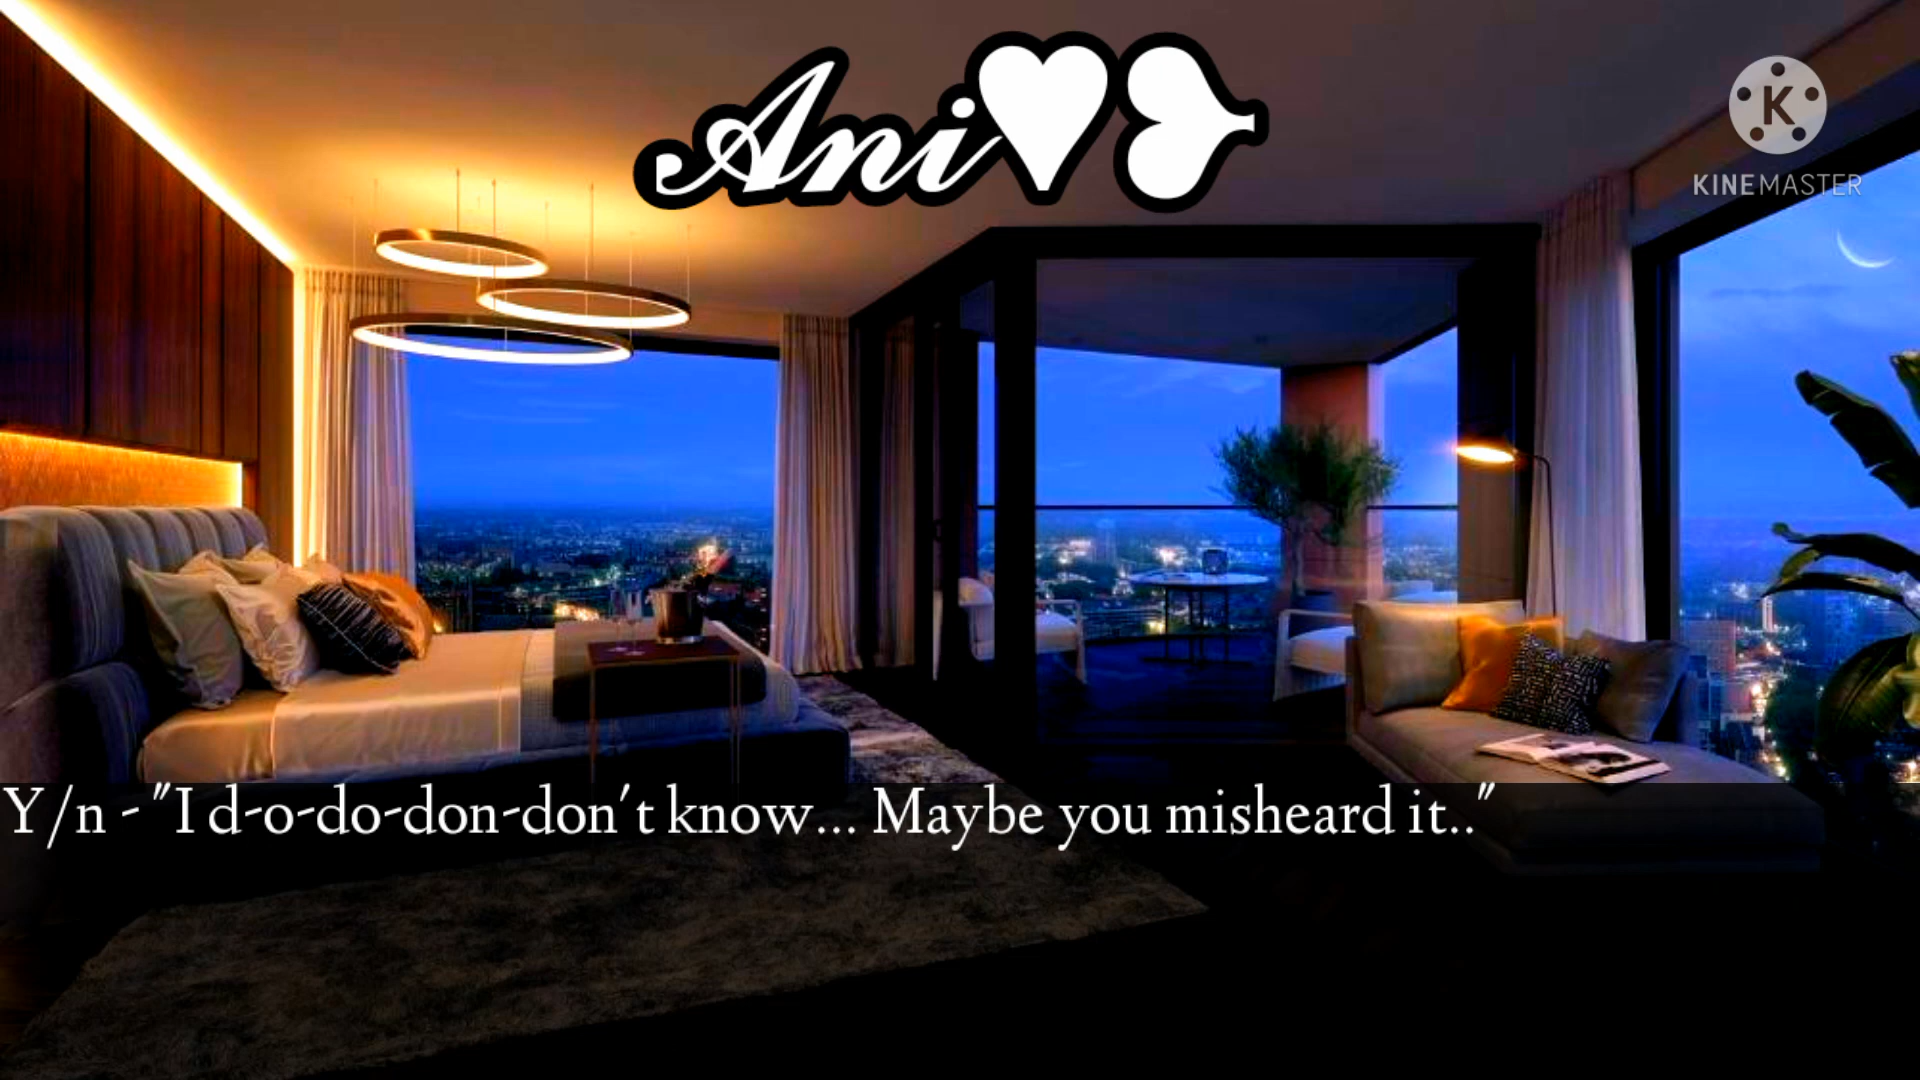 Ani
K
KINEMASTER
Y/n - "I d-o-do-don-don't know... Maybe you misheard it.."